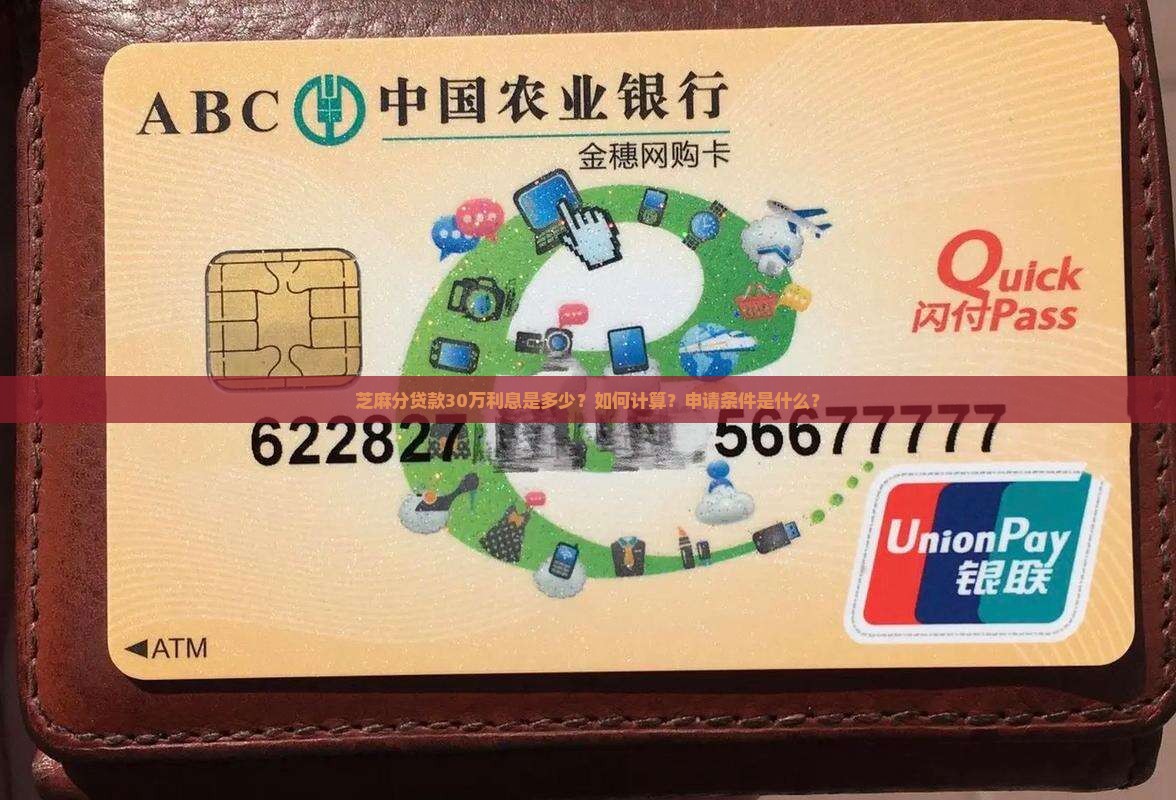 ABC 中国农业银行
金穗网购卡
Quick
闪付Pass
芝麻分贷款30万利息是多少？如何计算？申请条件是什么？
622827 56677777
UnionPay
银联
ATM